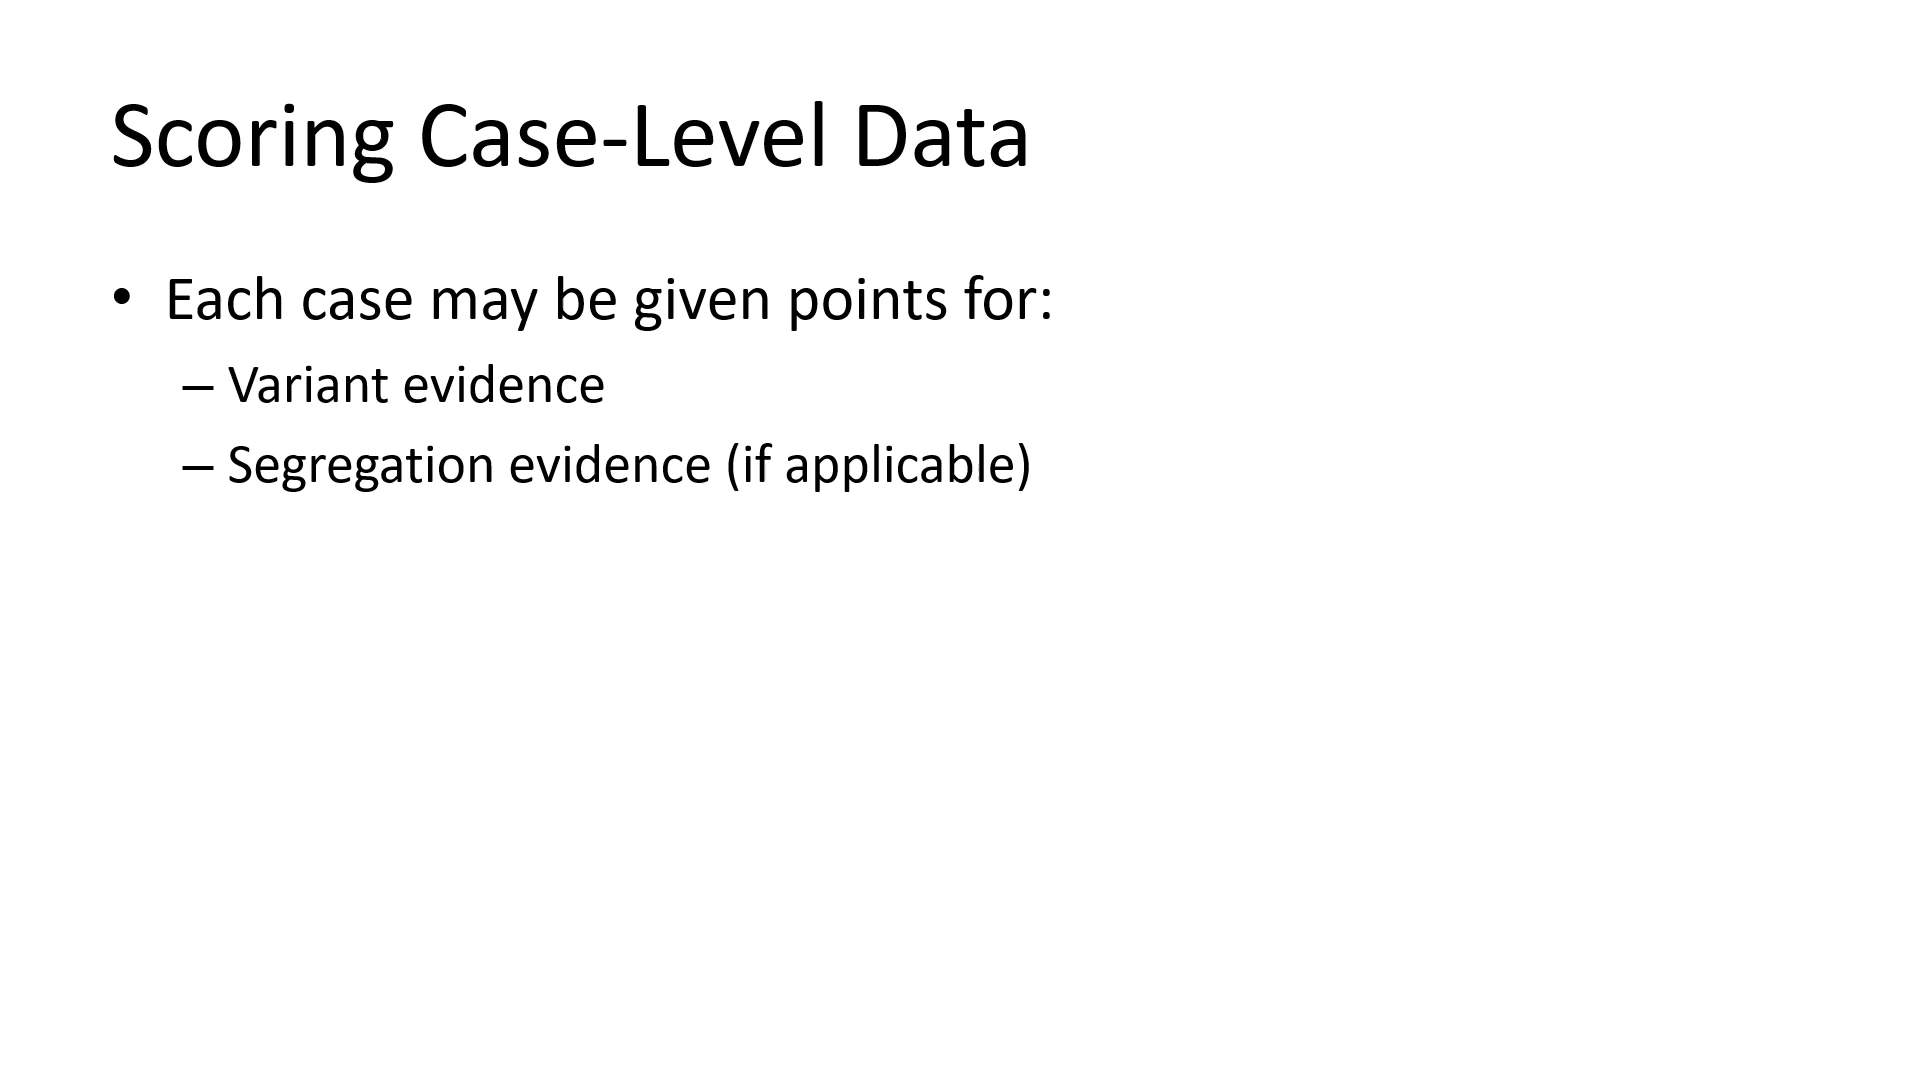 Scoring Case-Level Data
• Each case may be given points for:
– Variant evidence
– Segregation evidence (if applicable)